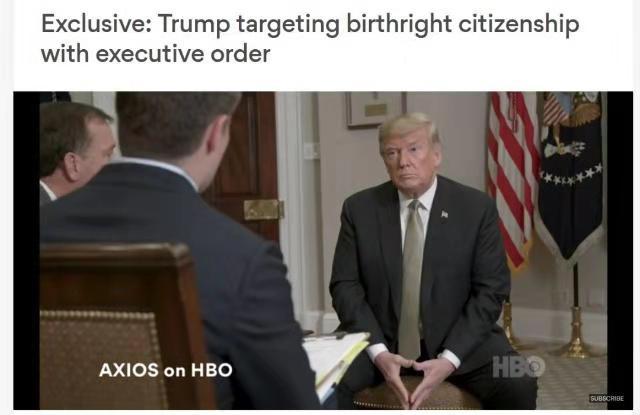 Exclusive: Trump targeting birthright citizenship
with executive order
AXIOS on HBO
HBO
SUBSCRIBE